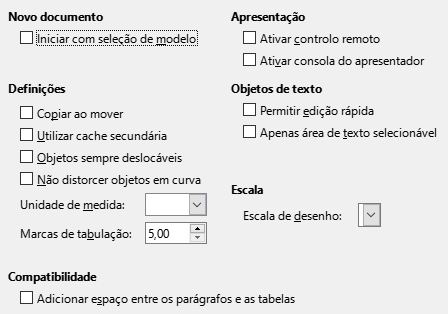 Novo documento
Iniciar com seleção de modelo
Apresentação
Ativar controlo remoto
Ativar consola do apresentador
Definições
Copiar ao mover
Utilizar cache secundária
Objetos sempre deslocáveis
Não distorcer objetos em curva
Unidade de medida:
Marcas de tabulação: 5,00
Objetos de texto
Permitir edição rápida
Apenas área de texto selecionável
Escala
Escala de desenho:
Compatibilidade
Adicionar espaço entre os parágrafos e as tabelas